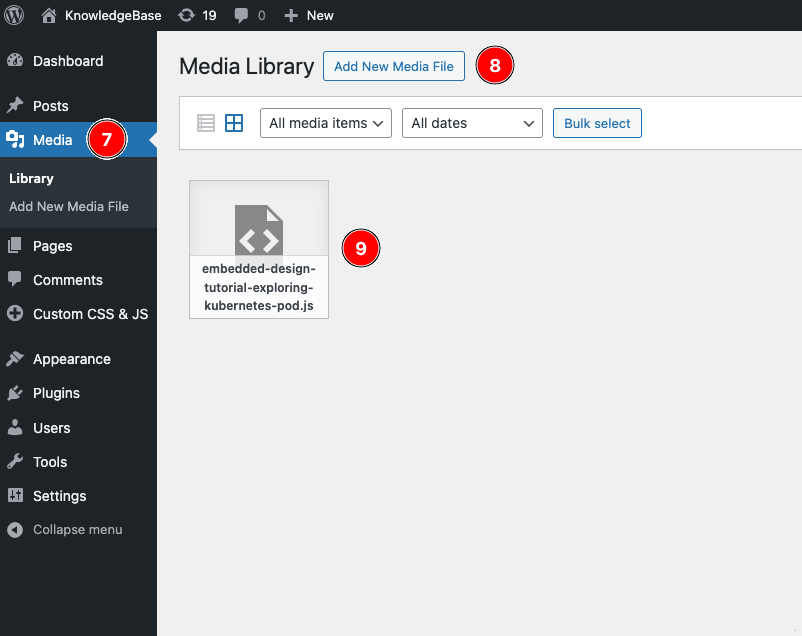 KnowledgeBase 19 0 New
Dashboard
Posts
Media 7
Library
Add New Media File
Pages
Comments
Custom CSS & JS
Appearance
Plugins
Users
Tools
Settings
Collapse menu
Media Library Add New Media File 8
All media items All dates Bulk select
embedded-design-
tutorial-exploring-
kubernetes-pod.js
9